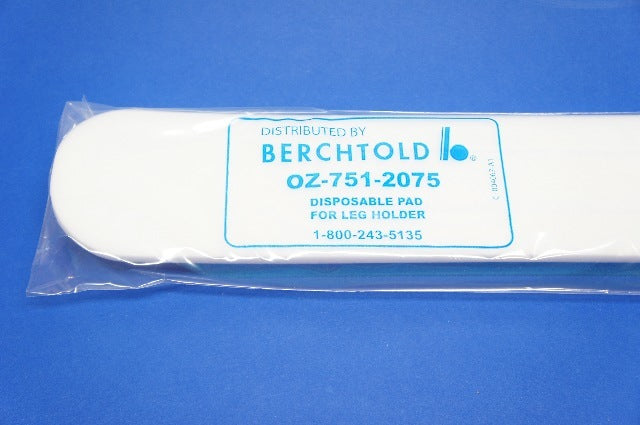 DISTRIBUTED BY
BERCHTOLD b ®
OZ-751-2075
DISPOSABLE PAD
FOR LEG HOLDER
1-800-243-5135